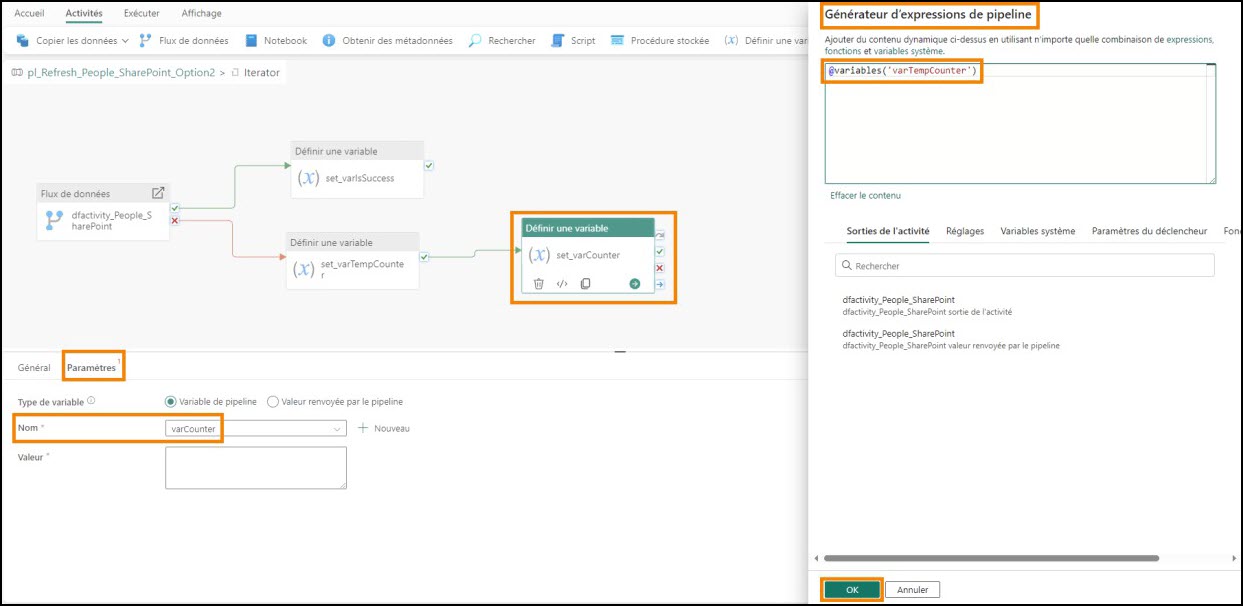 Accueil Activités Exécuter Affichage
Copier les données Flux de données Notebook Obtenir des métadonnées Rechercher Script Procédure stockée (x) Définir une var
pl_Refresh_People_SharePoint_Option2 > Iterator
Définir une variable
(x) set_varIsSuccess
Flux de données
dfactivity_People_S
harePoint
Définir une variable
(x) set_varTempCounte
r
Définir une variable
(x) set_varCounter
Général Paramètres 1
Type de variable Variable de pipeline Valeur renvoyée par le pipeline
Nom * varCounter + Nouveau
Valeur *
Générateur d'expressions de pipeline
Ajouter du contenu dynamique ci-dessus en utilisant n'importe quelle combinaison de expressions,
fonctions et variables système.
@variables('varTempCounter')
Effacer le contenu
Sorties de l'activité Réglages Variables système Paramètres du déclencheur Fonc
Rechercher
dfactivity_People_SharePoint
dfactivity_People_SharePoint sortie de l'activité
dfactivity_People_SharePoint
dfactivity_People_SharePoint valeur renvoyée par le pipeline
OK Annuler